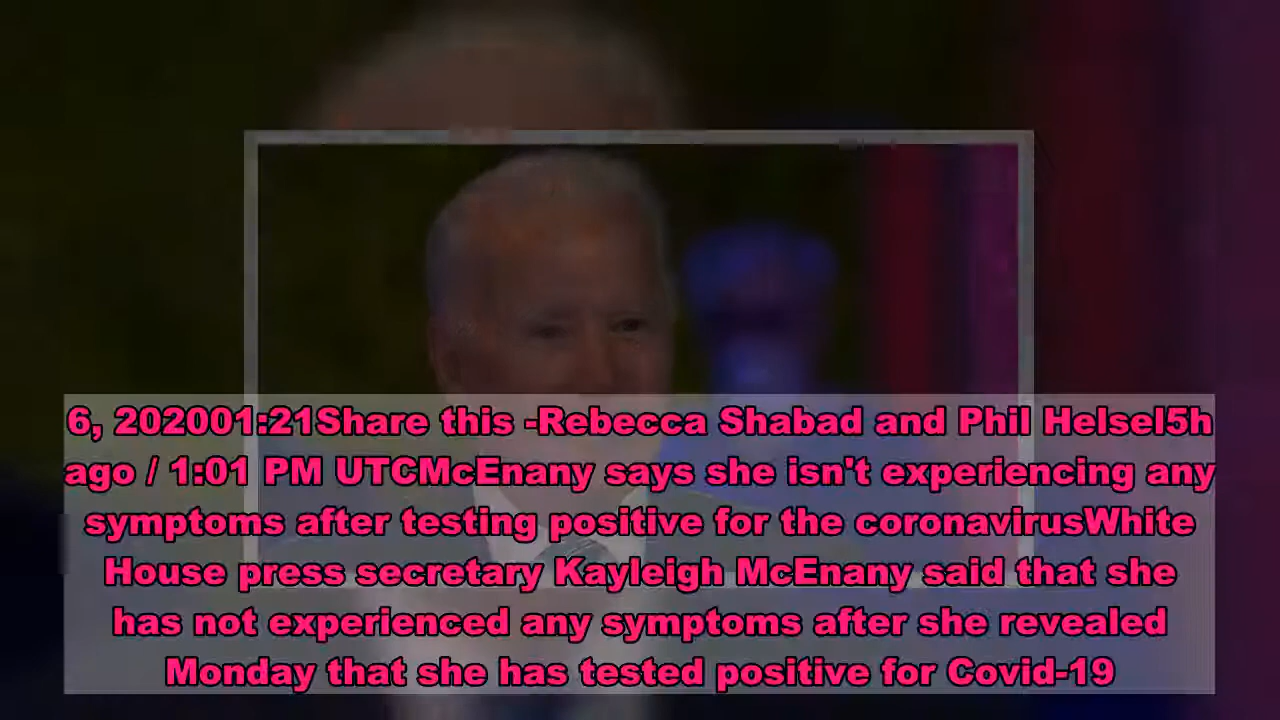 6, 202001:21Share this -Rebecca Shabad and Phil Helsel5h
ago / 1:01 PM UTCMcEnany says she isn't experiencing any
symptoms after testing positive for the coronavirusWhite
House press secretary Kayleigh McEnany said that she
has not experienced any symptoms after she revealed
Monday that she has tested positive for Covid-19